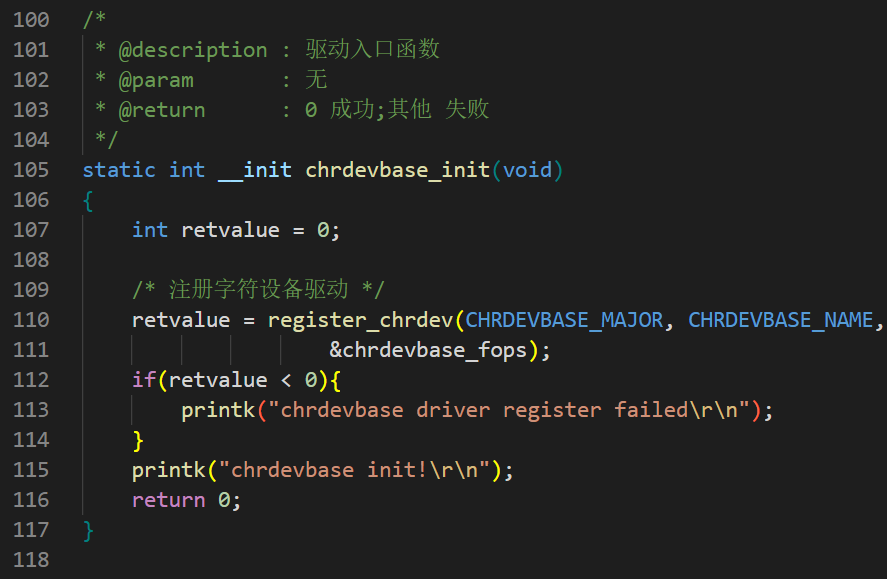 100 /*
101  * @description : 驱动入口函数
102  * @param       : 无
103  * @return      : 0 成功;其他 失败
104  */
105 static int __init chrdevbase_init(void)
106 {
107     int retvalue = 0;
108
109     /* 注册字符设备驱动 */
110     retvalue = register_chrdev(CHRDEVBASE_MAJOR, CHRDEVBASE_NAME,
111                     &chrdevbase_fops);
112     if(retvalue < 0){
113         printk("chrdevbase driver register failed\r\n");
114     }
115     printk("chrdevbase init!\r\n");
116     return 0;
117 }
118